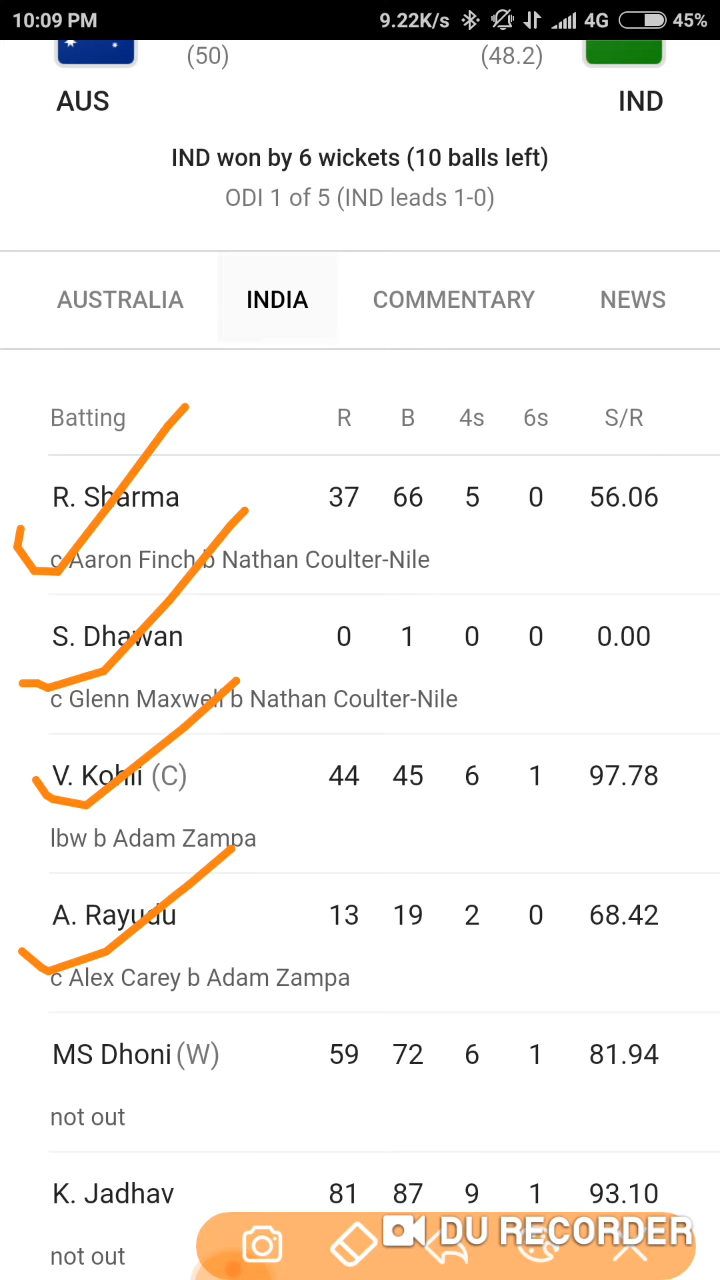 10:09 PM 9.22K/s 4G 45%
(50) (48.2)
AUS IND
IND won by 6 wickets (10 balls left)
ODI 1 of 5 (IND leads 1-0)
AUSTRALIA INDIA COMMENTARY NEWS
Batting R B 4s 6s S/R
R. Sharma 37 66 5 0 56.06
c Aaron Finch b Nathan Coulter-Nile
S. Dhawan 0 1 0 0 0.00
c Glenn Maxwell b Nathan Coulter-Nile
V. Kohli (C) 44 45 6 1 97.78
lbw b Adam Zampa
A. Rayudu 13 19 2 0 68.42
c Alex Carey b Adam Zampa
MS Dhoni (W) 59 72 6 1 81.94
not out
K. Jadhav 81 87 9 1 93.10
DU RECORDER
not out